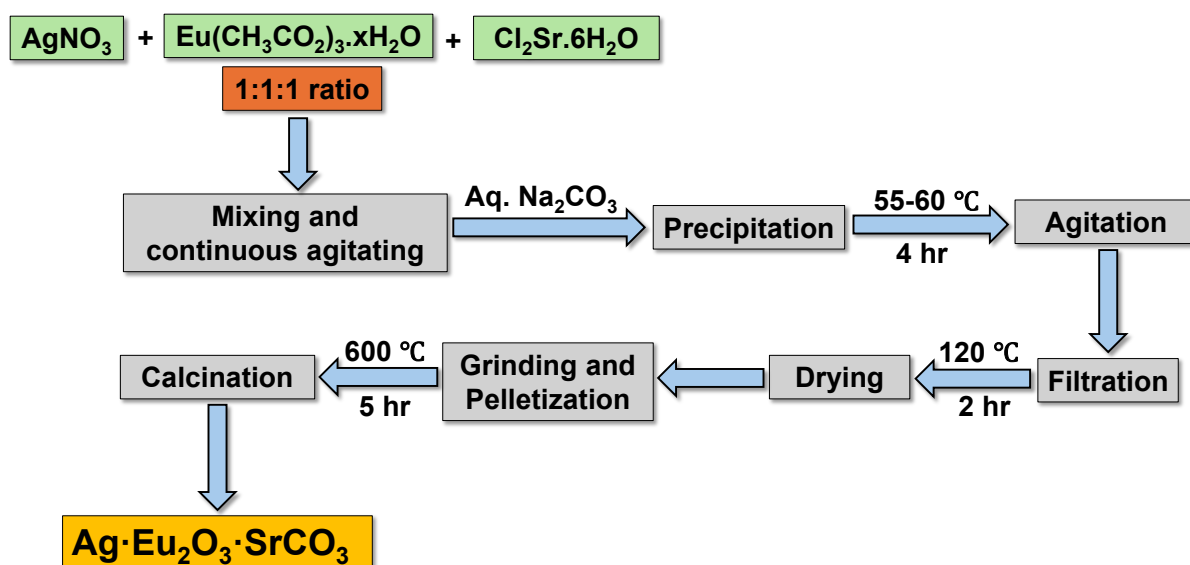 AgNO₃ + Eu(CH₃CO₂)₃.xH₂O + Cl₂Sr.6H₂O
1:1:1 ratio
Mixing and
continuous agitating
Aq. Na₂CO₃
Precipitation
55-60 ℃
4 hr
Agitation
Filtration
120 ℃
2 hr
Drying
Grinding and
Pelletization
600 ℃
5 hr
Calcination
Ag·Eu₂O₃·SrCO₃